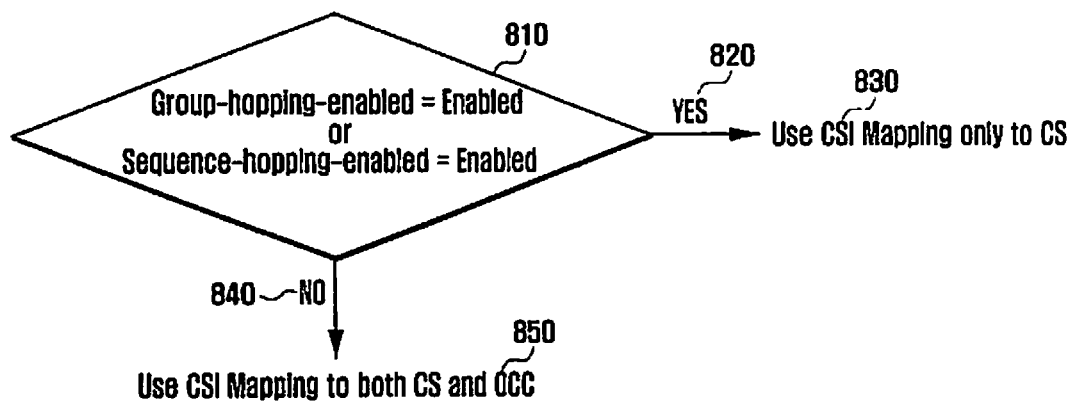 810
Group-hopping-enabled = Enabled
or
Sequence-hopping-enabled = Enabled
820
YES
830
Use CSI Mapping only to CS
840
NO
850
Use CSI Mapping to both CS and OCC